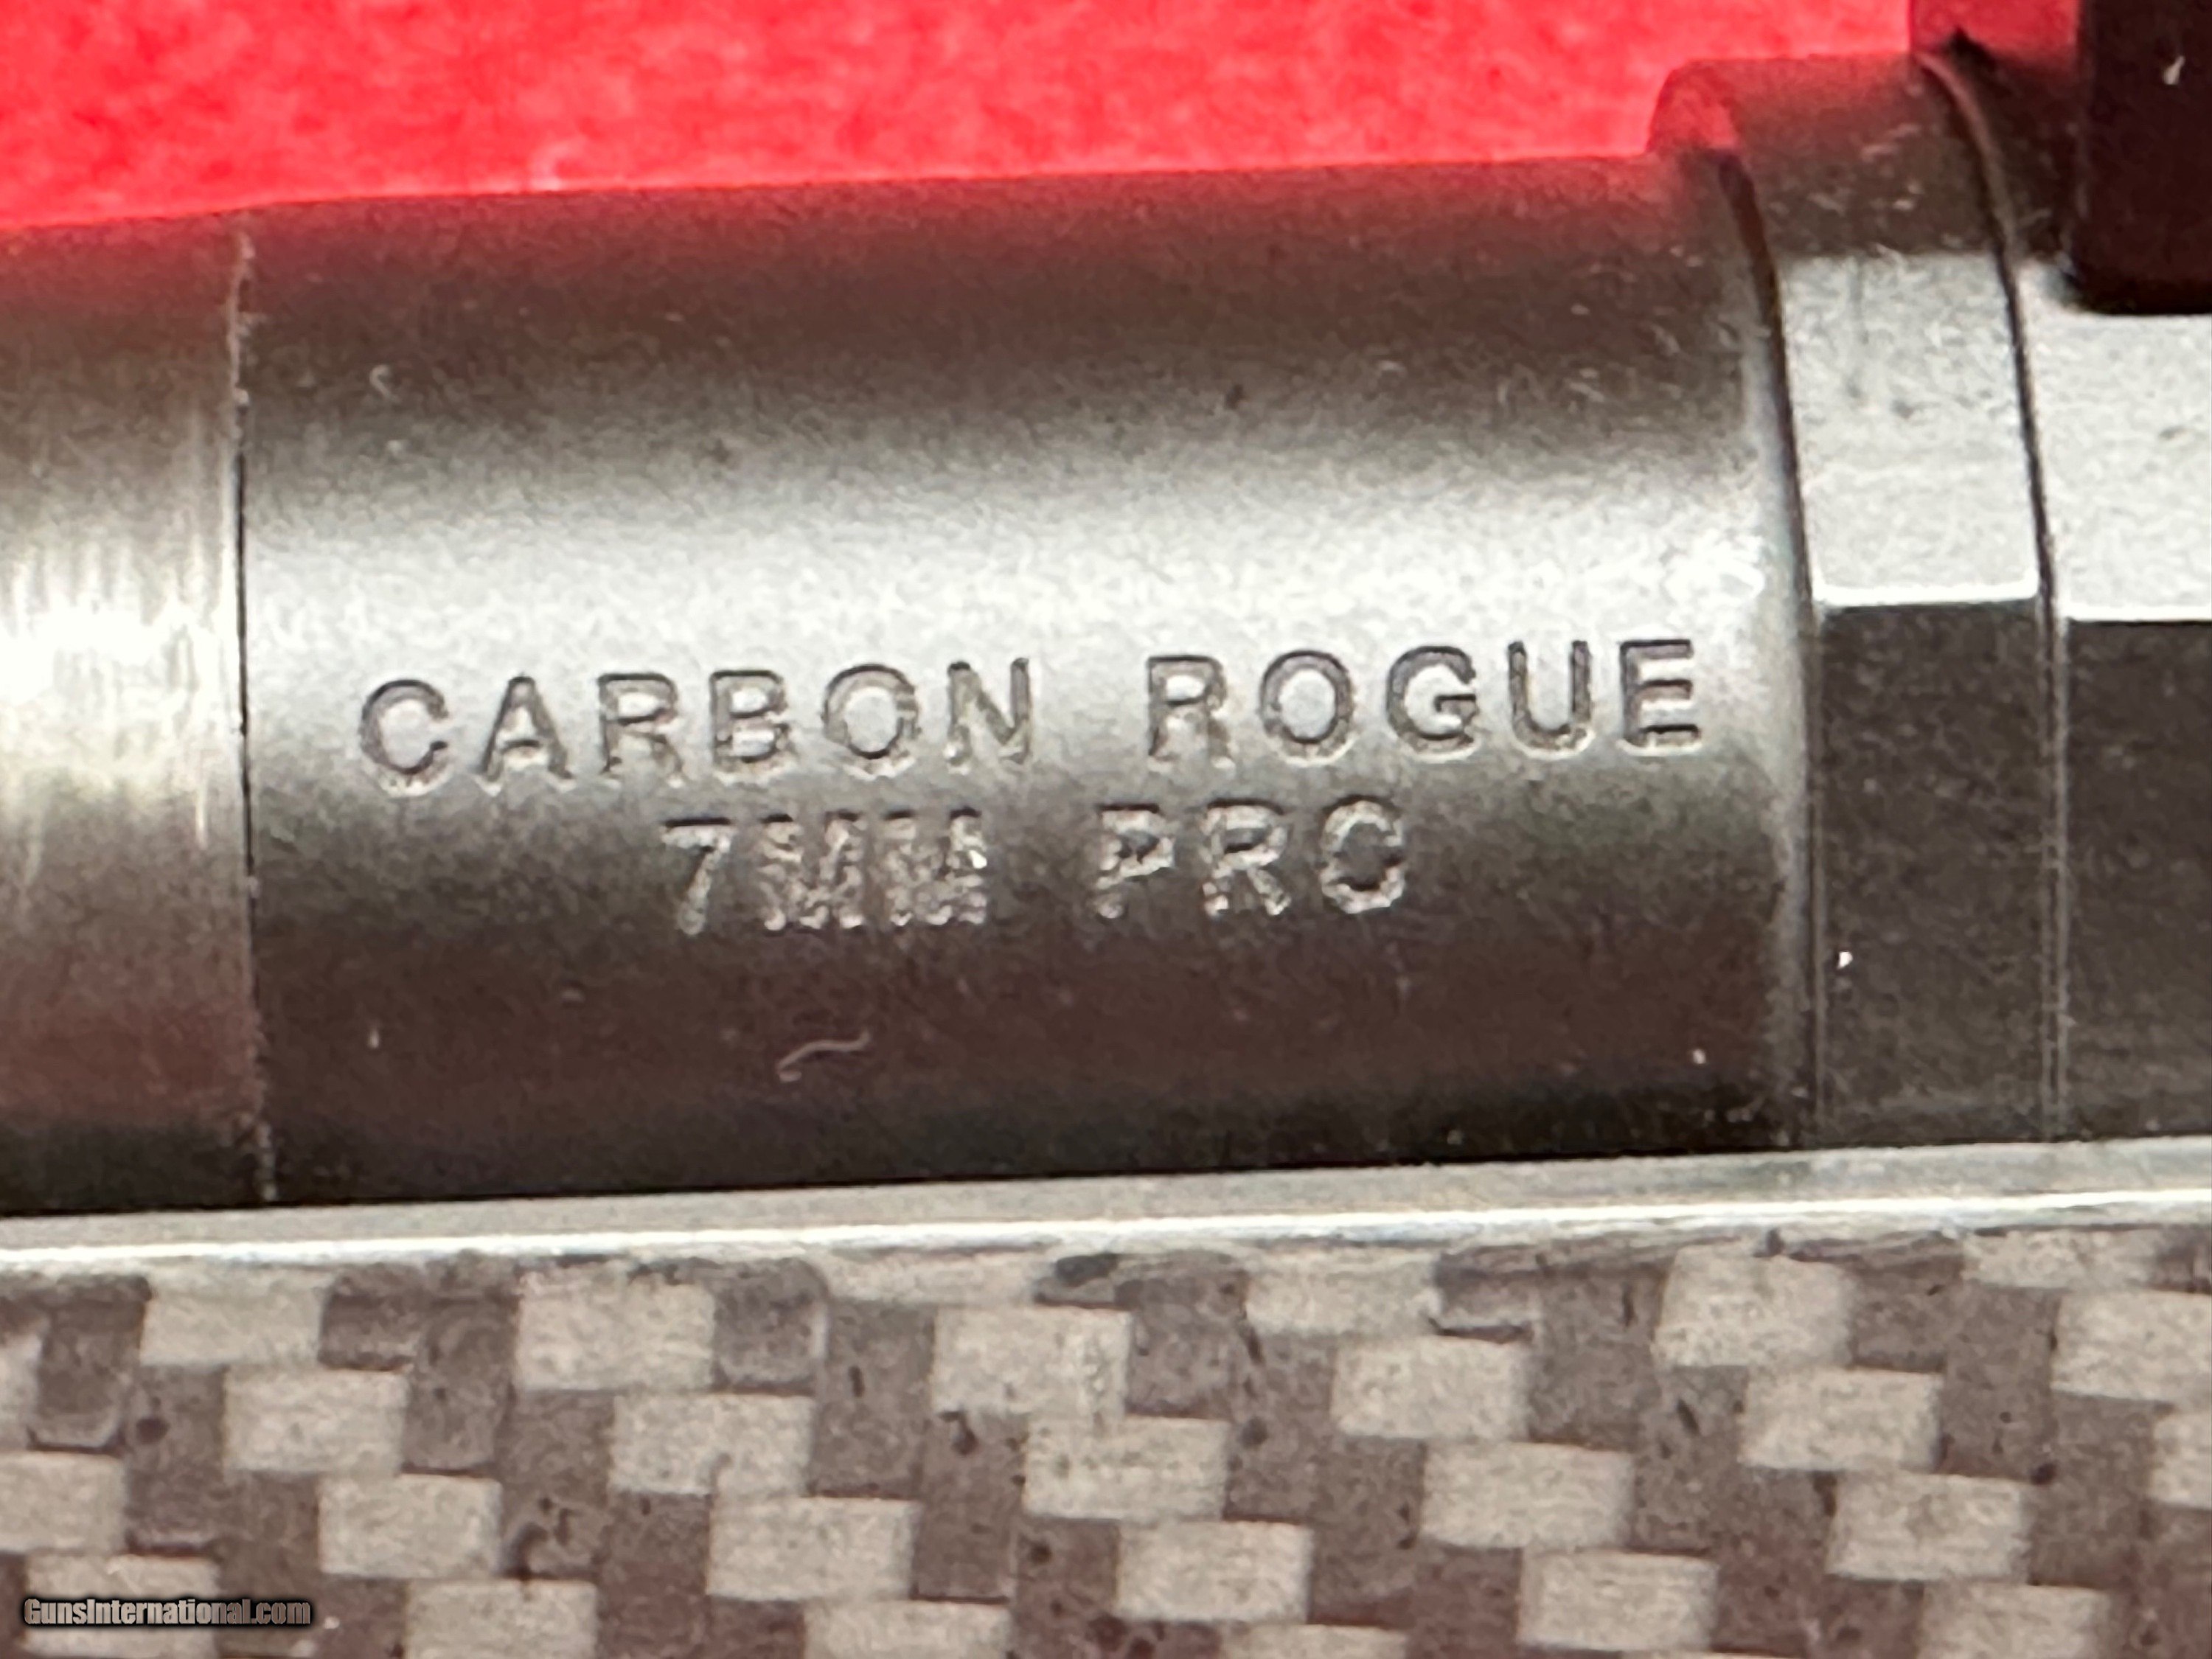 CARBON ROGUE
7MM PRC
GunsInternational.com